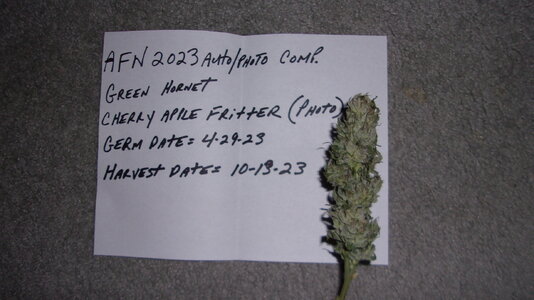 AFN 2023 Auto/Photo Comp.
Green Hornet
Cherry Apple Fritter (Photo)
Germ Date= 4-29-23
Harvest Date= 10-13-23